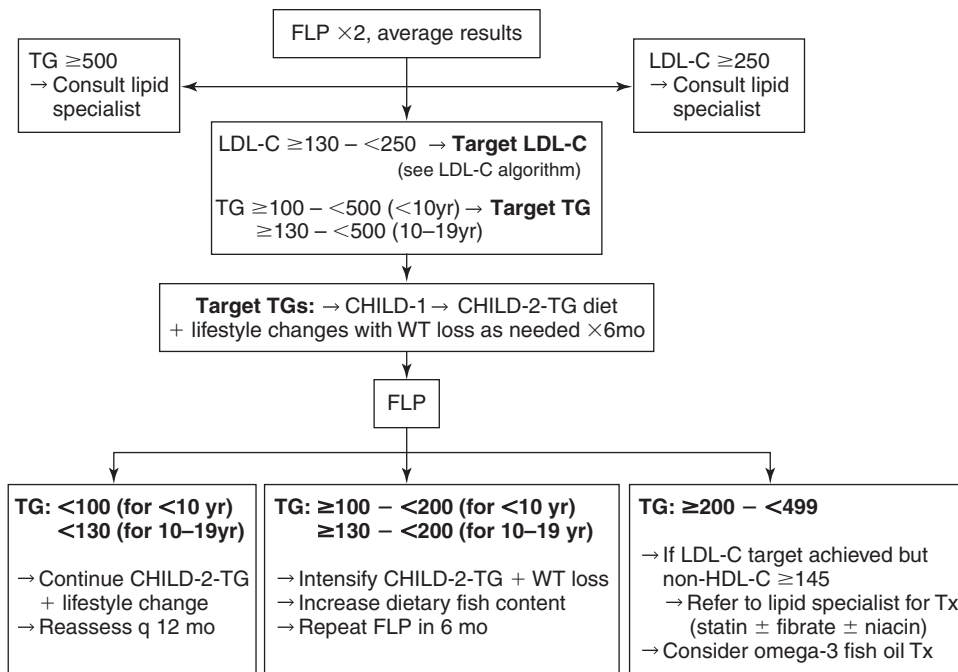 FLP ×2, average results
TG ≥500
→ Consult lipid
specialist
LDL-C ≥250
→ Consult lipid
specialist
LDL-C ≥130 – <250 → Target LDL-C
(see LDL-C algorithm)
TG ≥100 – <500 (<10yr) → Target TG
≥130 – <500 (10–19yr)
Target TGs: → CHILD-1 → CHILD-2-TG diet
+ lifestyle changes with WT loss as needed ×6mo
FLP
TG: <100 (for <10 yr)
<130 (for 10–19yr)
→ Continue CHILD-2-TG
+ lifestyle change
→ Reassess q 12 mo
TG: ≥100 – <200 (for <10 yr)
≥130 – <200 (for 10–19 yr)
→ Intensify CHILD-2-TG + WT loss
→ Increase dietary fish content
→ Repeat FLP in 6 mo
TG: ≥200 – <499
→ If LDL-C target achieved but
non-HDL-C ≥145
→ Refer to lipid specialist for Tx
(statin ± fibrate ± niacin)
→ Consider omega-3 fish oil Tx